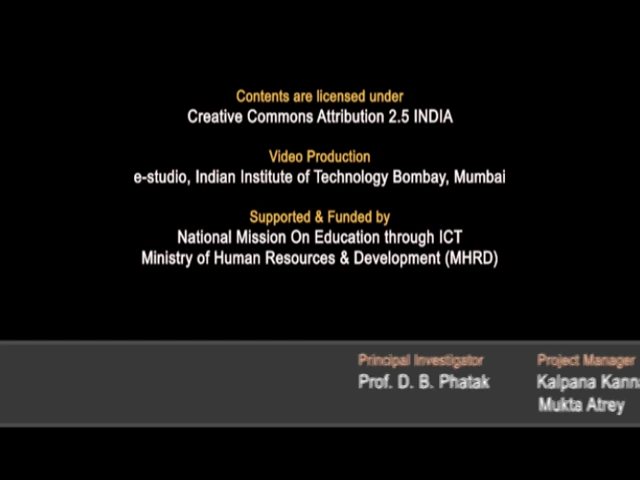 Contents are licensed under
Creative Commons Attribution 2.5 INDIA
Video Production
e-studio, Indian Institute of Technology Bombay, Mumbai
Supported & Funded by
National Mission On Education through ICT
Ministry of Human Resources & Development (MHRD)
Principal Investigator
Prof. D. B. Phatak
Project Manager
Kalpana
Mukta Atrey